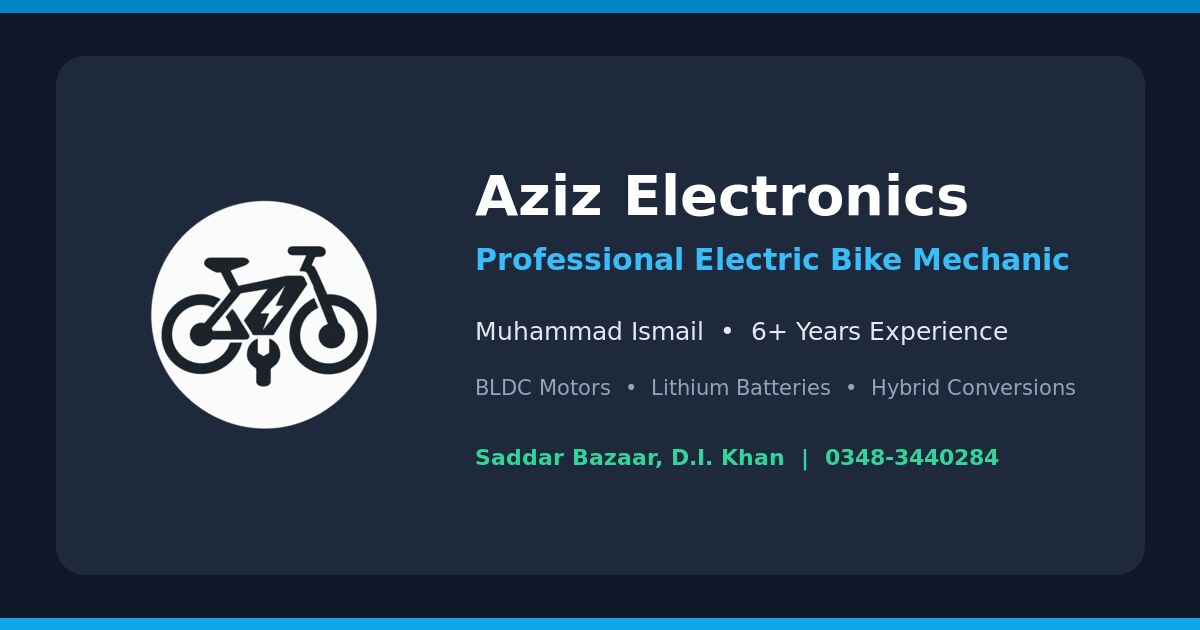 Aziz Electronics
Professional Electric Bike Mechanic
Muhammad Ismail • 6+ Years Experience
BLDC Motors • Lithium Batteries • Hybrid Conversions
Saddar Bazaar, D.I. Khan | 0348-3440284